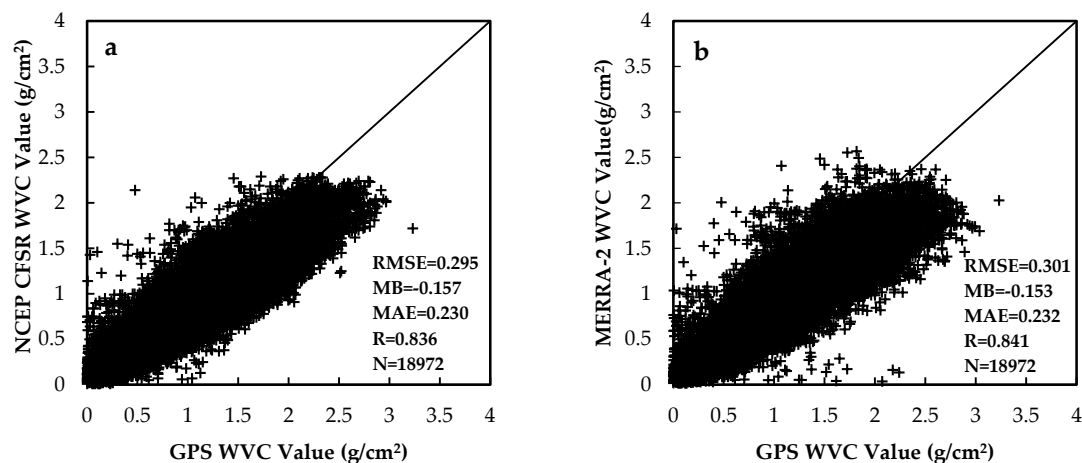 a
NCEP CFSR WVC Value (g/cm²)
4
3.5
3
2.5
2
1.5
1
0.5
0
RMSE=0.295
MB=-0.157
MAE=0.230
R=0.836
N=18972
0 0.5 1 1.5 2 2.5 3 3.5 4
GPS WVC Value (g/cm²)
b
MERRA-2 WVC Value(g/cm²)
4
3.5
3
2.5
2
1.5
1
0.5
0
RMSE=0.301
MB=-0.153
MAE=0.232
R=0.841
N=18972
0 0.5 1 1.5 2 2.5 3 3.5 4
GPS WVC Value (g/cm²)